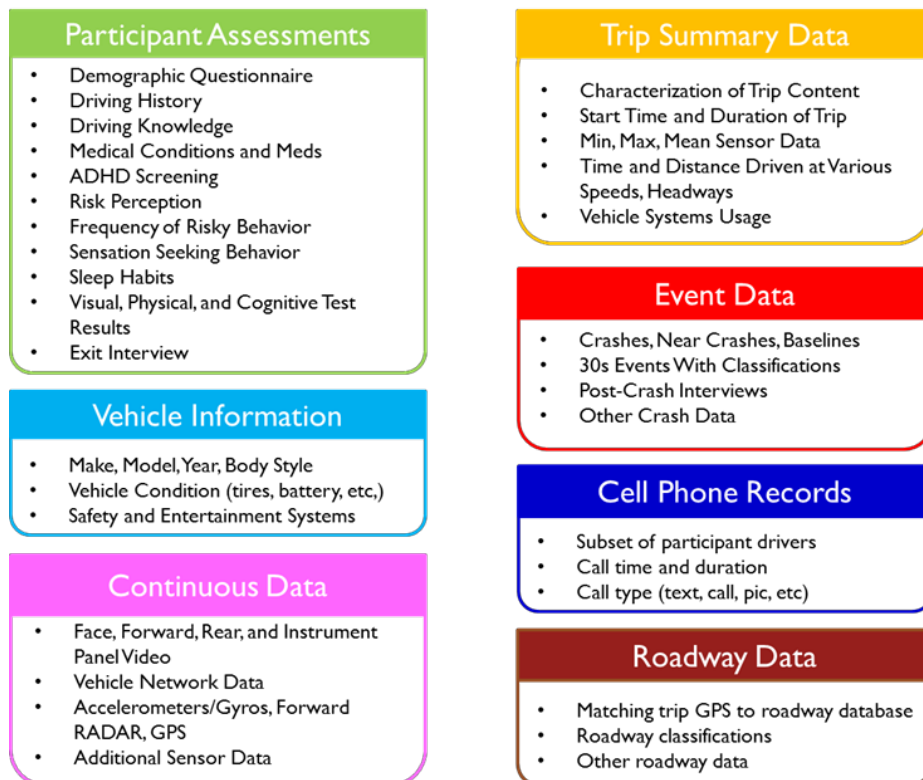 Participant Assessments
• Demographic Questionnaire
• Driving History
• Driving Knowledge
• Medical Conditions and Meds
• ADHD Screening
• Risk Perception
• Frequency of Risky Behavior
• Sensation Seeking Behavior
• Sleep Habits
• Visual, Physical, and Cognitive Test
Results
• Exit Interview
Vehicle Information
• Make, Model, Year, Body Style
• Vehicle Condition (tires, battery, etc,)
• Safety and Entertainment Systems
Continuous Data
• Face, Forward, Rear, and Instrument
Panel Video
• Vehicle Network Data
• Accelerometers/Gyros, Forward
RADAR, GPS
• Additional Sensor Data
Trip Summary Data
• Characterization of Trip Content
• Start Time and Duration of Trip
• Min, Max, Mean Sensor Data
• Time and Distance Driven at Various
Speeds, Headways
• Vehicle Systems Usage
Event Data
• Crashes, Near Crashes, Baselines
• 30s Events With Classifications
• Post-Crash Interviews
• Other Crash Data
Cell Phone Records
• Subset of participant drivers
• Call time and duration
• Call type (text, call, pic, etc)
Roadway Data
• Matching trip GPS to roadway database
• Roadway classifications
• Other roadway data